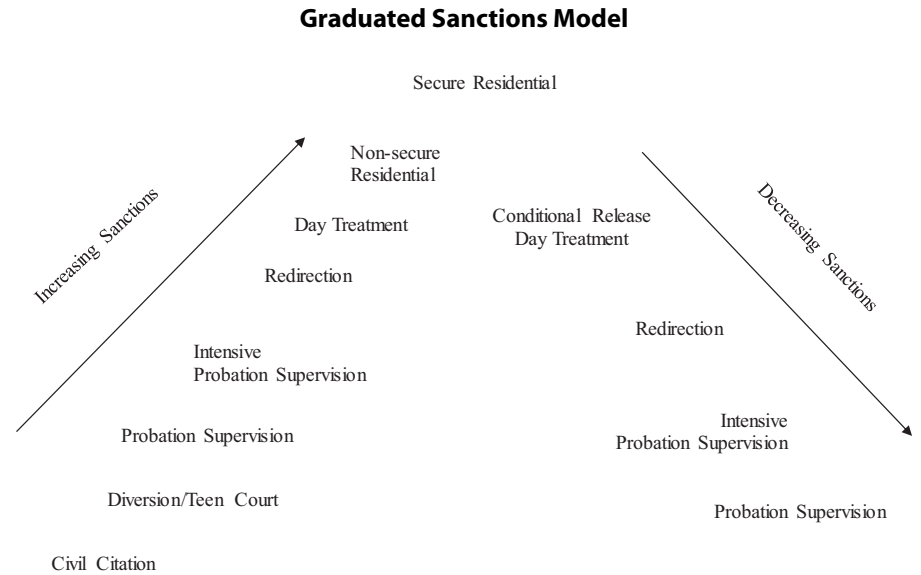 Graduated Sanctions Model
Secure Residential
Non-secure
Residential
Day Treatment
Redirection
Intensive
Probation Supervision
Probation Supervision
Diversion/Teen Court
Civil Citation
Increasing Sanctions
Conditional Release
Day Treatment
Redirection
Intensive
Probation Supervision
Probation Supervision
Decreasing Sanctions